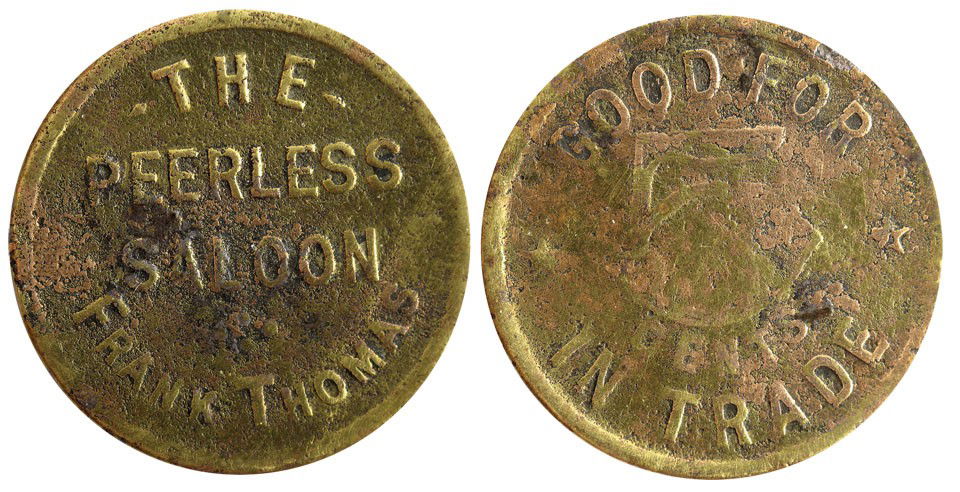 THE
PEERLESS
SALOON
FRANK THOMAS
GOOD FOR
5
CENTS
IN TRADE